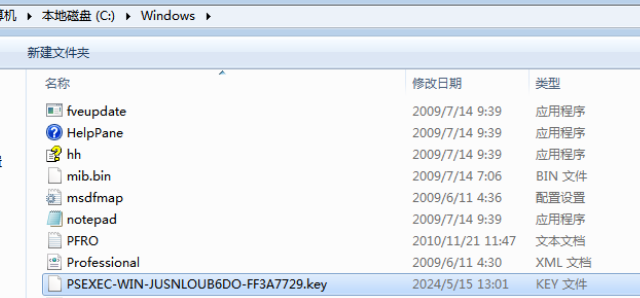 算机 ▸ 本地磁盘 (C:) ▸ Windows ▸
新建文件夹
名称 修改日期 类型
fveupdate 2009/7/14 9:39 应用程序
HelpPane 2009/7/14 9:39 应用程序
hh 2009/7/14 9:39 应用程序
mib.bin 2009/7/14 7:06 BIN 文件
msdfmap 2009/6/11 4:36 配置设置
notepad 2009/7/14 9:39 应用程序
PFRO 2010/11/21 11:47 文本文档
Professional 2009/6/11 4:30 XML 文档
PSEXEC-WIN-JUSNLOUB6DO-FF3A7729.key 2024/5/15 13:01 KEY 文件